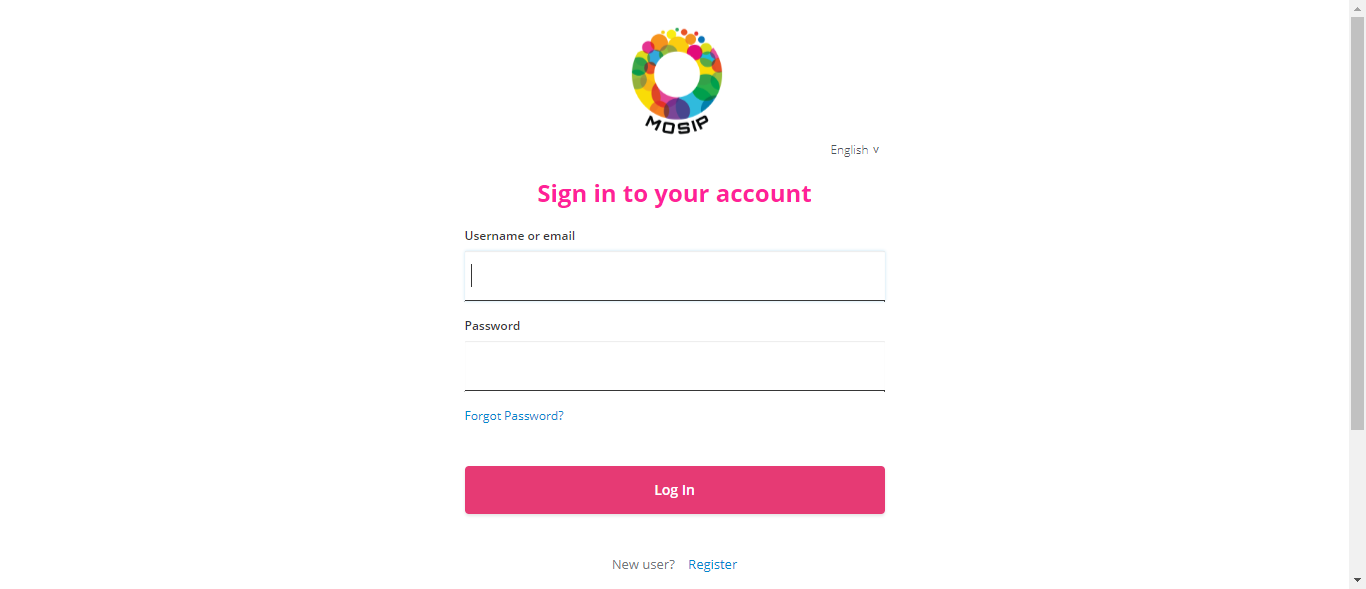 MOSIP
English v
Sign in to your account
Username or email
Password
Forgot Password?
Log In
New user? Register